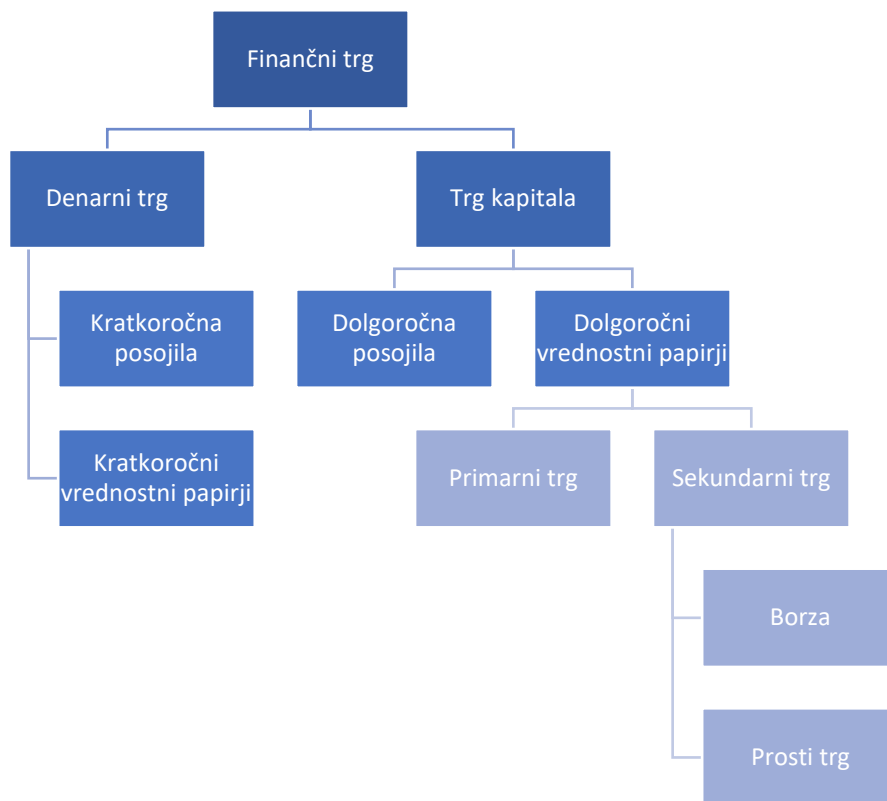 Finančni trg
Denarni trg
Trg kapitala
Kratkoročna
posojila
Dolgoročna
posojila
Dolgoročni
vrednostni papirji
Kratkoročni
vrednostni papirji
Primarni trg
Sekundarni trg
Borza
Prosti trg